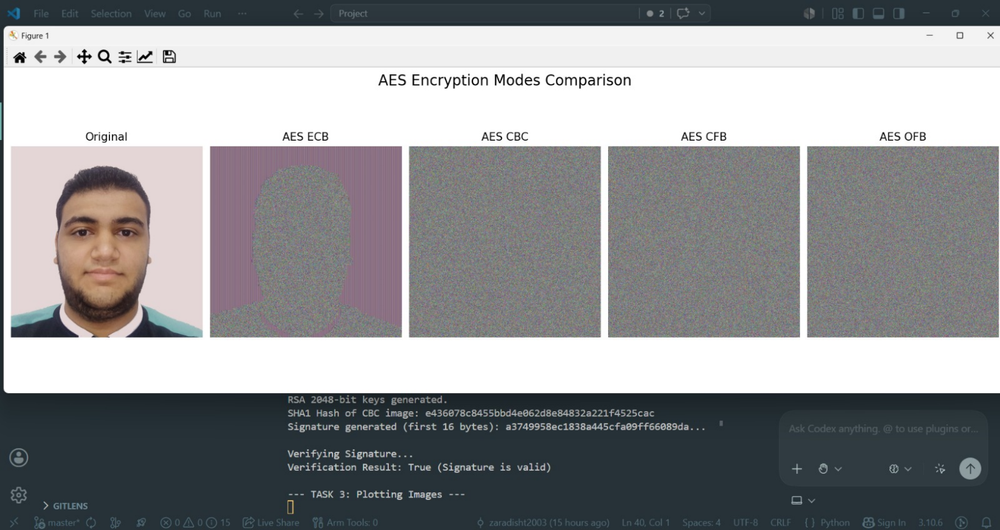 File Edit Selection View Go Run ... Project 2
Figure 1
AES Encryption Modes Comparison
Original AES ECB AES CBC AES CFB AES OFB
RSA 2048-bit keys generated.
SHA1 Hash of CBC image: e436078c8455bbd4e062d8e84832a221f4525cac
Signature generated (first 16 bytes): a3749958ec1838a445cfa09ff66089da...
Ask Codex anything. @ to use plugins or...
Verifying Signature...
Verification Result: True (Signature is valid)
--- TASK 3: Plotting Images ---
GITLENS
master* 0 0 15 Live Share Arm Tools: 0 zaradisht2003 (15 hours ago) Ln 40, Col 1 Spaces: 4 UTF-8 CRLF { } Python Sign In 3.10.6